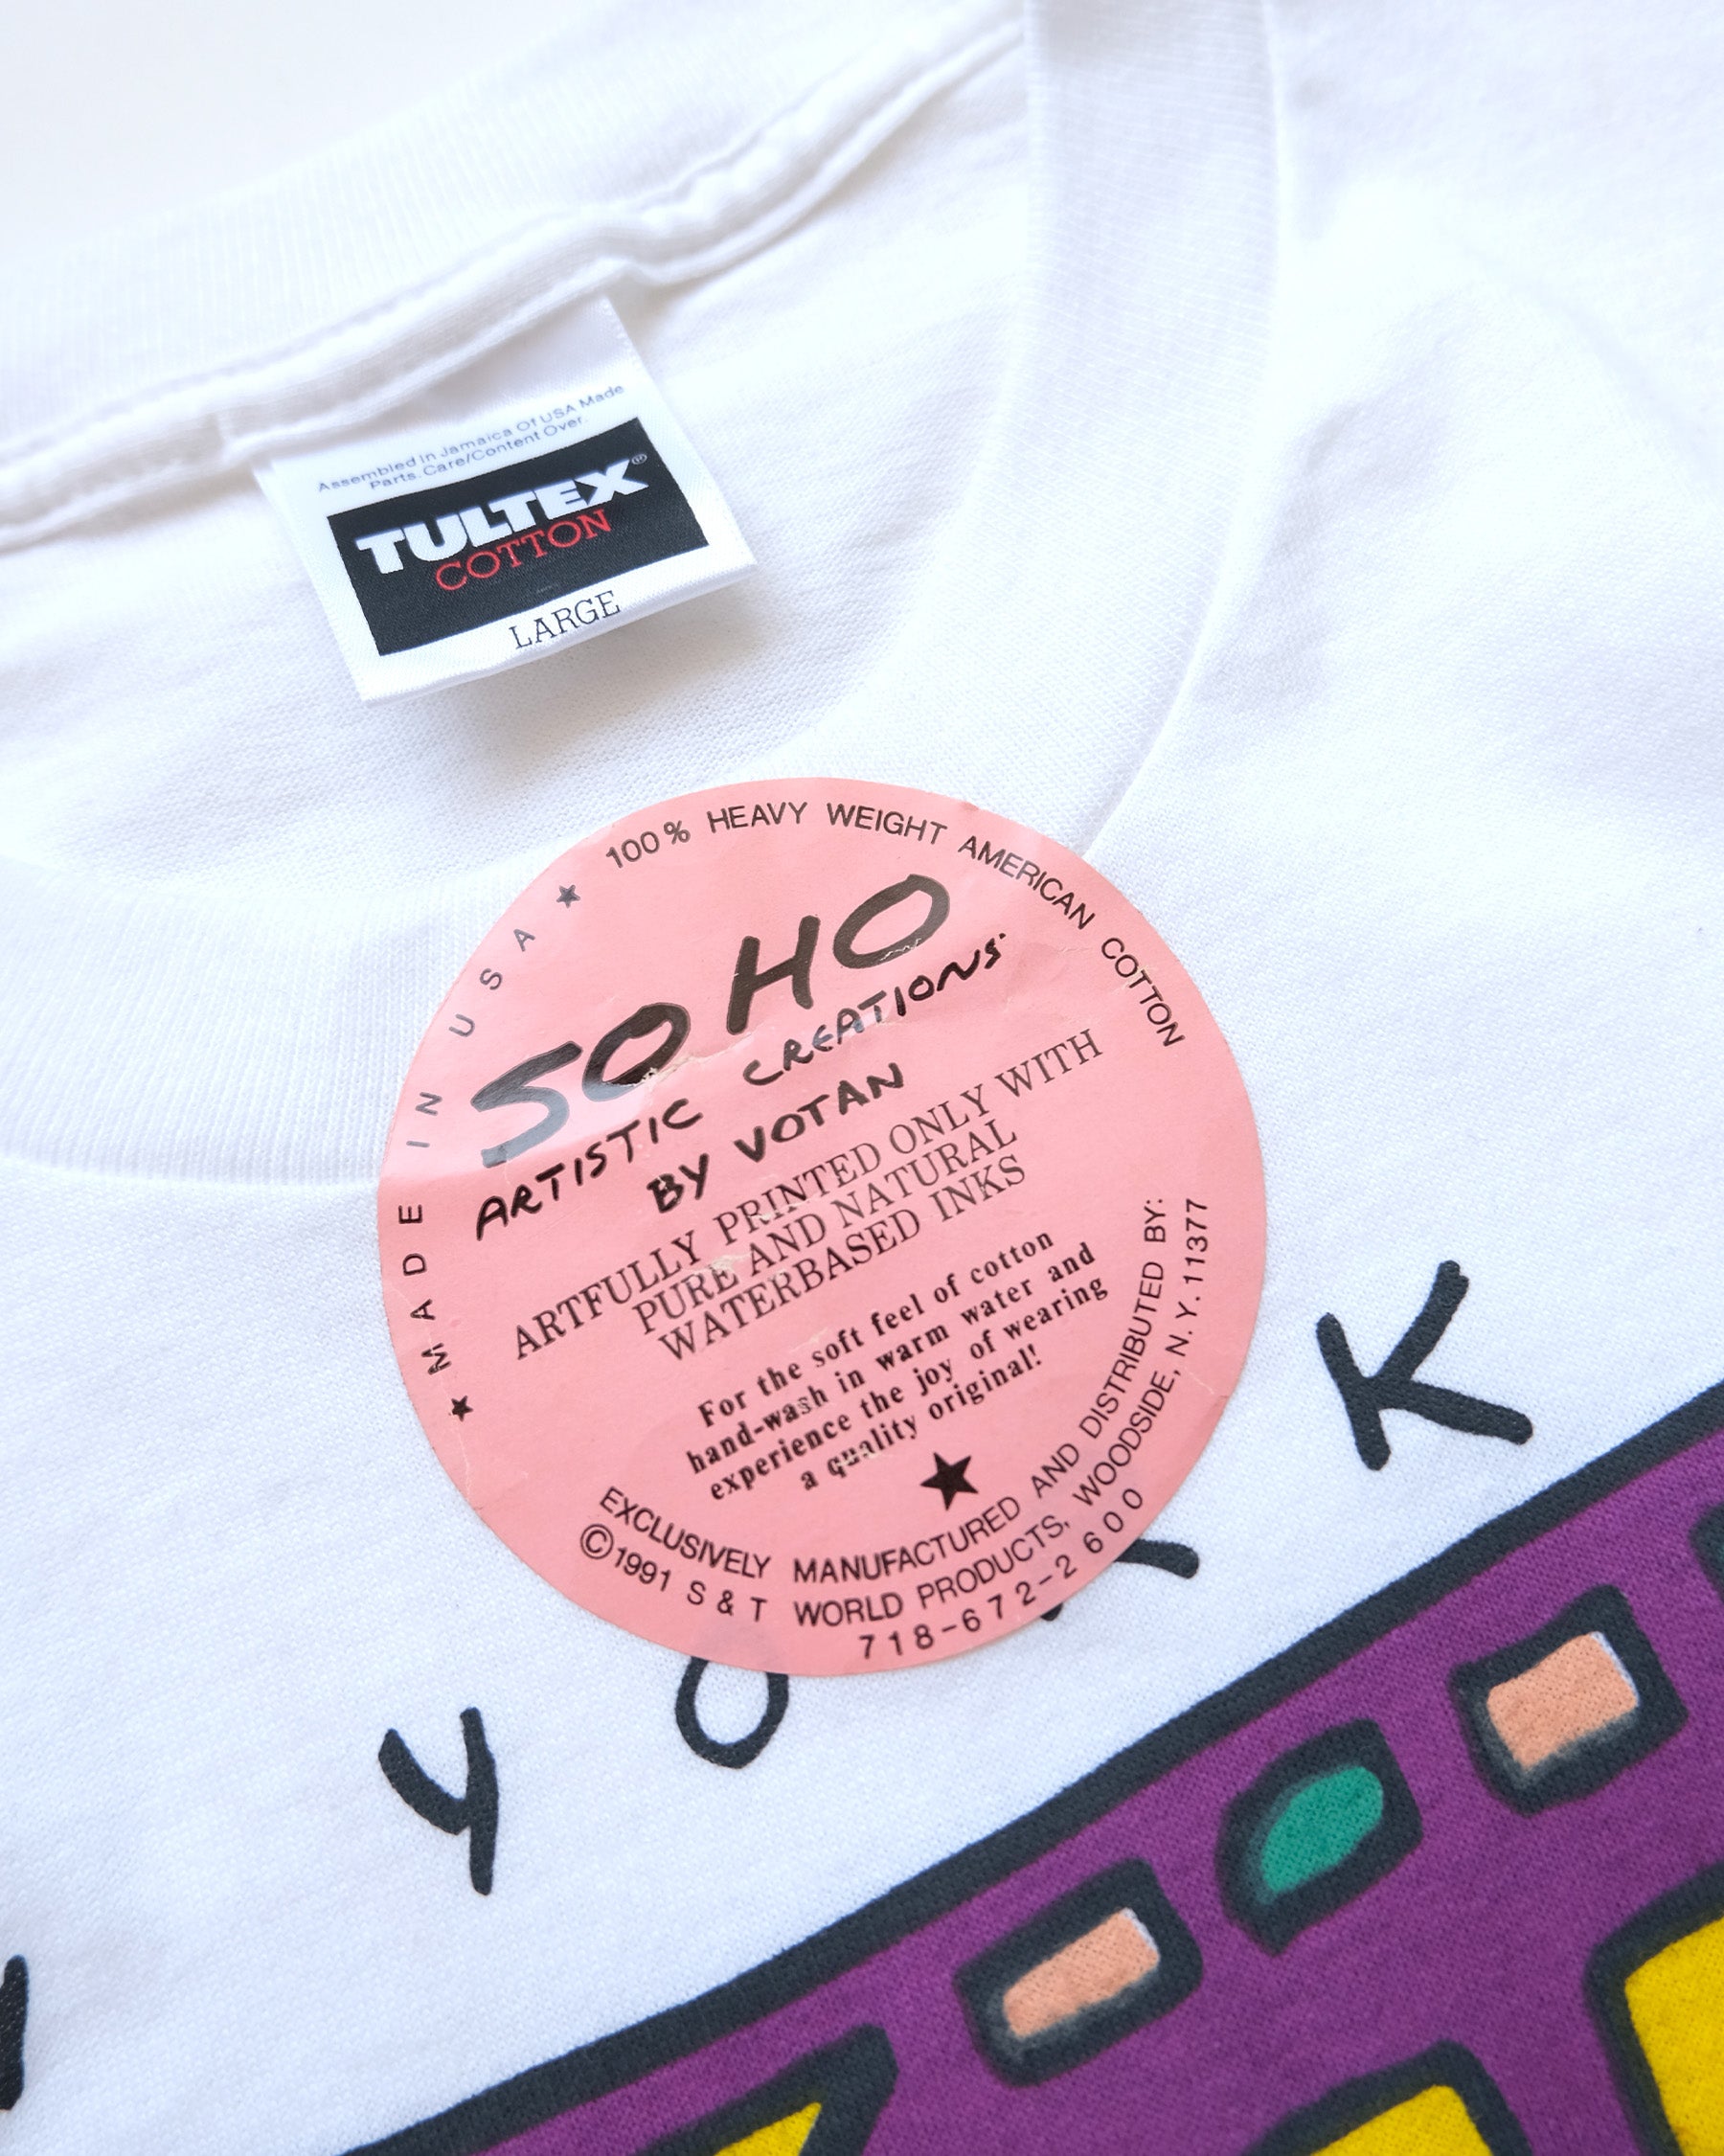 Assembled in Jamaica Of USA Made
Parts. Care/Content Over.
TULTEX®
COTTON
LARGE
★ MADE IN USA ★ 100% HEAVY WEIGHT AMERICAN COTTON
SOHO
ARTISTIC CREATIONS.
BY VOTAN
ARTFULLY PRINTED ONLY WITH
PURE AND NATURAL
WATERBASED INKS
For the soft feel of cotton
hand-wash in warm water and
experience the joy of wearing
a quality original!
★
EXCLUSIVELY MANUFACTURED AND DISTRIBUTED BY:
©1991 S & T WORLD PRODUCTS, WOODSIDE, N.Y. 11377
718-672-2600
Y O R K